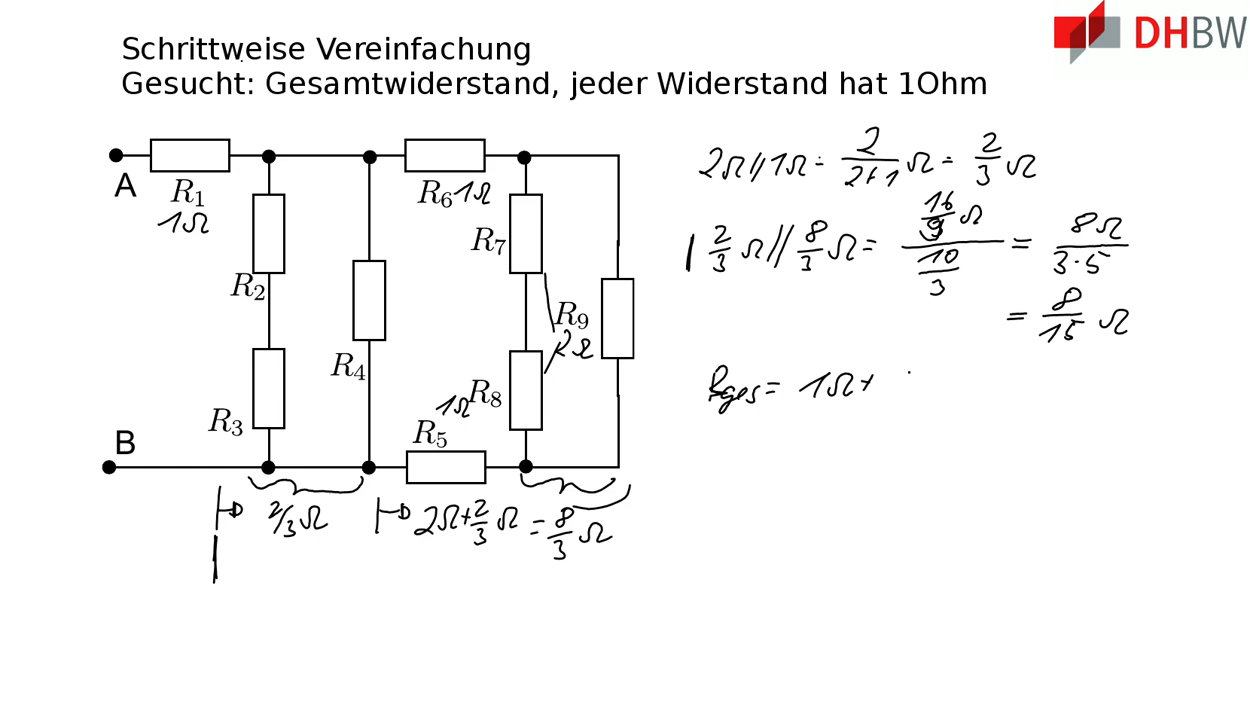 DHBW
Schrittweise Vereinfachung
Gesucht: Gesamtwiderstand, jeder Widerstand hat 1Ohm
A
R1
1Ω
R2
R3
B
R4
R6 1Ω
R7
R9
2Ω
R8
1Ω
R5
2/3 Ω
2Ω + 2/3 Ω = 8/3 Ω
2Ω // 1Ω = 2/(2+1) Ω = 2/3 Ω
2/3 Ω // 8/3 Ω = (16/9 Ω)/(10/3) = 8Ω/(3·5)
= 8/15 Ω
Rges = 1Ω +